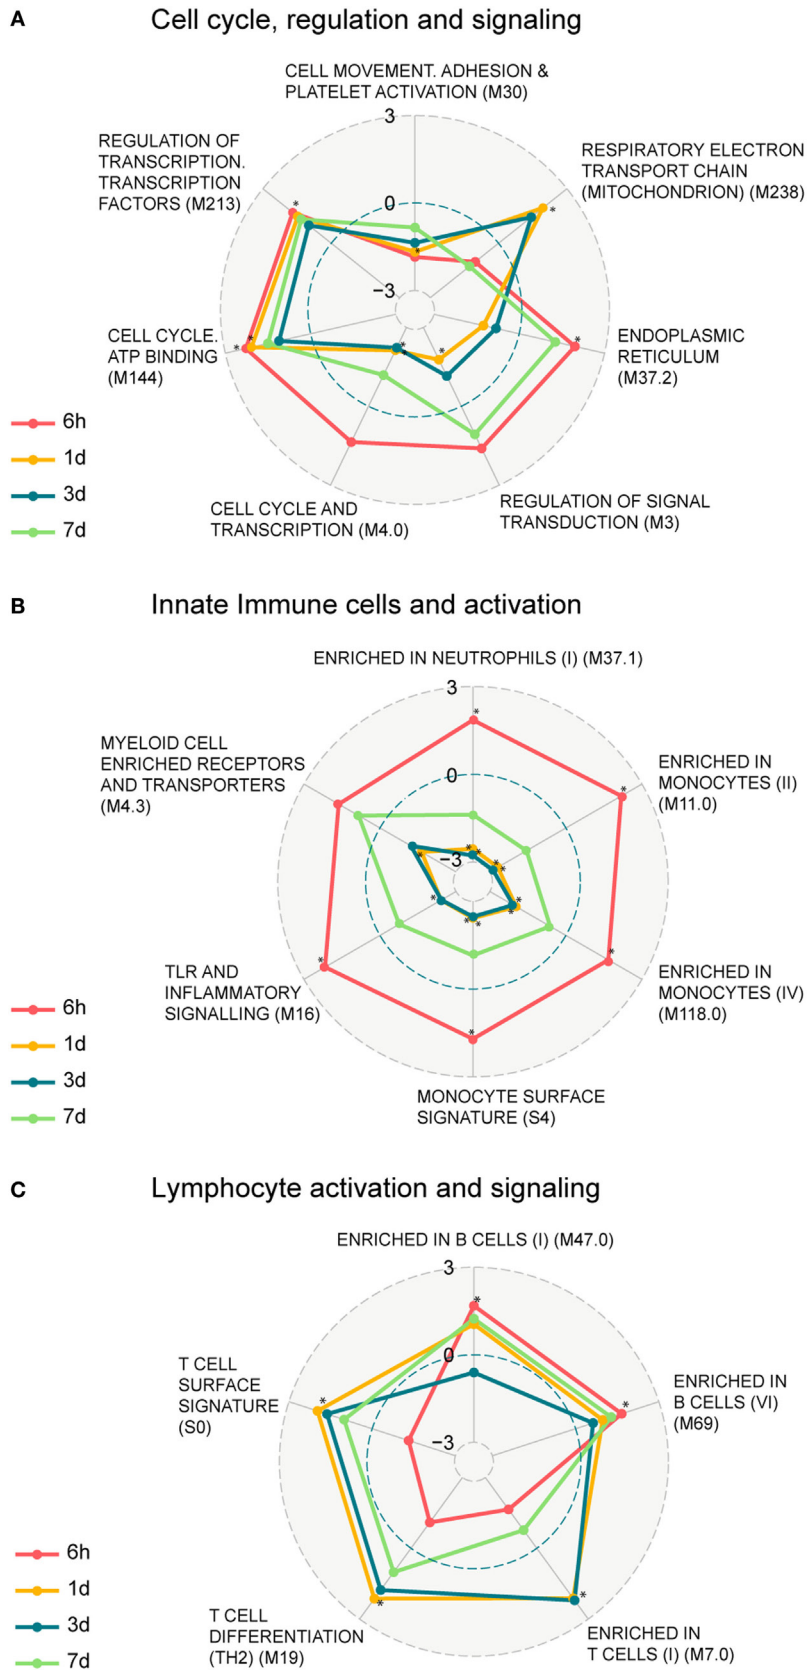 A
Cell cycle, regulation and signaling
CELL MOVEMENT. ADHESION &
PLATELET ACTIVATION (M30)
REGULATION OF
TRANSCRIPTION.
TRANSCRIPTION
FACTORS (M213)
3
RESPIRATORY ELECTRON
TRANSPORT CHAIN
(MITOCHONDRION) (M238)
0
−3
CELL CYCLE.
ATP BINDING
(M144)
ENDOPLASMIC
RETICULUM
(M37.2)
6h
1d
3d
7d
CELL CYCLE AND
TRANSCRIPTION (M4.0)
REGULATION OF SIGNAL
TRANSDUCTION (M3)
B
Innate Immune cells and activation
ENRICHED IN NEUTROPHILS (I) (M37.1)
3
MYELOID CELL
ENRICHED RECEPTORS
AND TRANSPORTERS
(M4.3)
0
ENRICHED IN
MONOCYTES (II)
(M11.0)
−3
TLR AND
INFLAMMATORY
SIGNALLING (M16)
ENRICHED IN
MONOCYTES (IV)
(M118.0)
6h
1d
3d
7d
MONOCYTE SURFACE
SIGNATURE (S4)
C
Lymphocyte activation and signaling
ENRICHED IN B CELLS (I) (M47.0)
3
0
T CELL
SURFACE
SIGNATURE
(S0)
ENRICHED IN
B CELLS (VI)
(M69)
−3
6h
1d
3d
7d
T CELL
DIFFERENTIATION
(TH2) (M19)
ENRICHED IN
T CELLS (I) (M7.0)